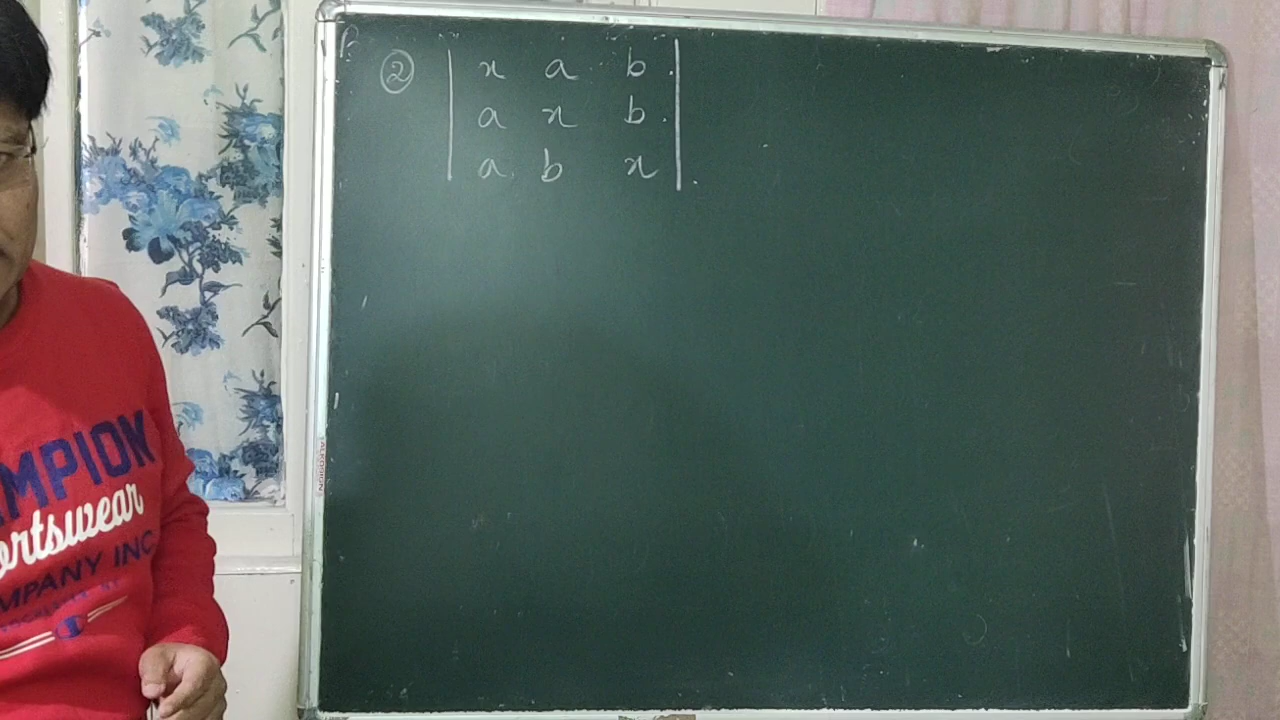 ② | x a b |
a x b
a b x
MPION
ortswear
MPANY INC